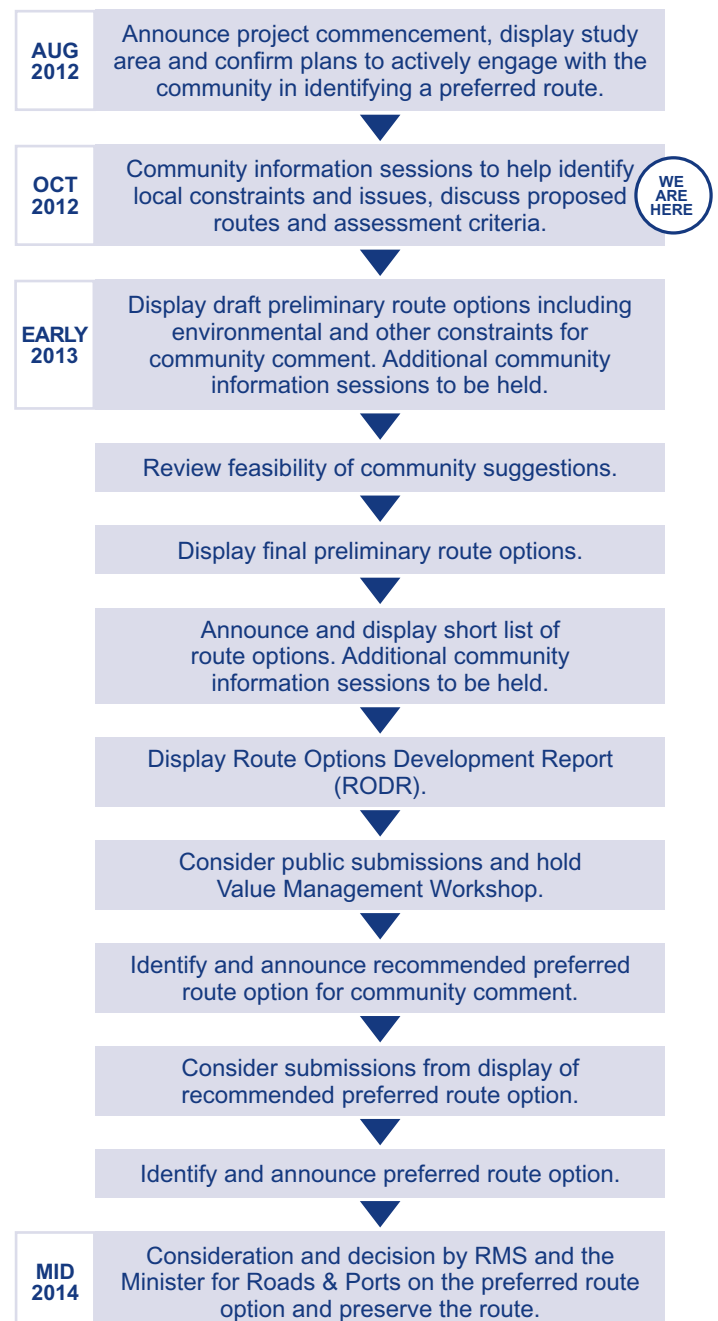 AUG
2012
Announce project commencement, display study
area and confirm plans to actively engage with the
community in identifying a preferred route.
OCT
2012
Community information sessions to help identify
local constraints and issues, discuss proposed
routes and assessment criteria.
WE
ARE
HERE
EARLY
2013
Display draft preliminary route options including
environmental and other constraints for
community comment. Additional community
information sessions to be held.
Review feasibility of community suggestions.
Display final preliminary route options.
Announce and display short list of
route options. Additional community
information sessions to be held.
Display Route Options Development Report
(RODR).
Consider public submissions and hold
Value Management Workshop.
Identify and announce recommended preferred
route option for community comment.
Consider submissions from display of
recommended preferred route option.
Identify and announce preferred route option.
MID
2014
Consideration and decision by RMS and the
Minister for Roads & Ports on the preferred route
option and preserve the route.